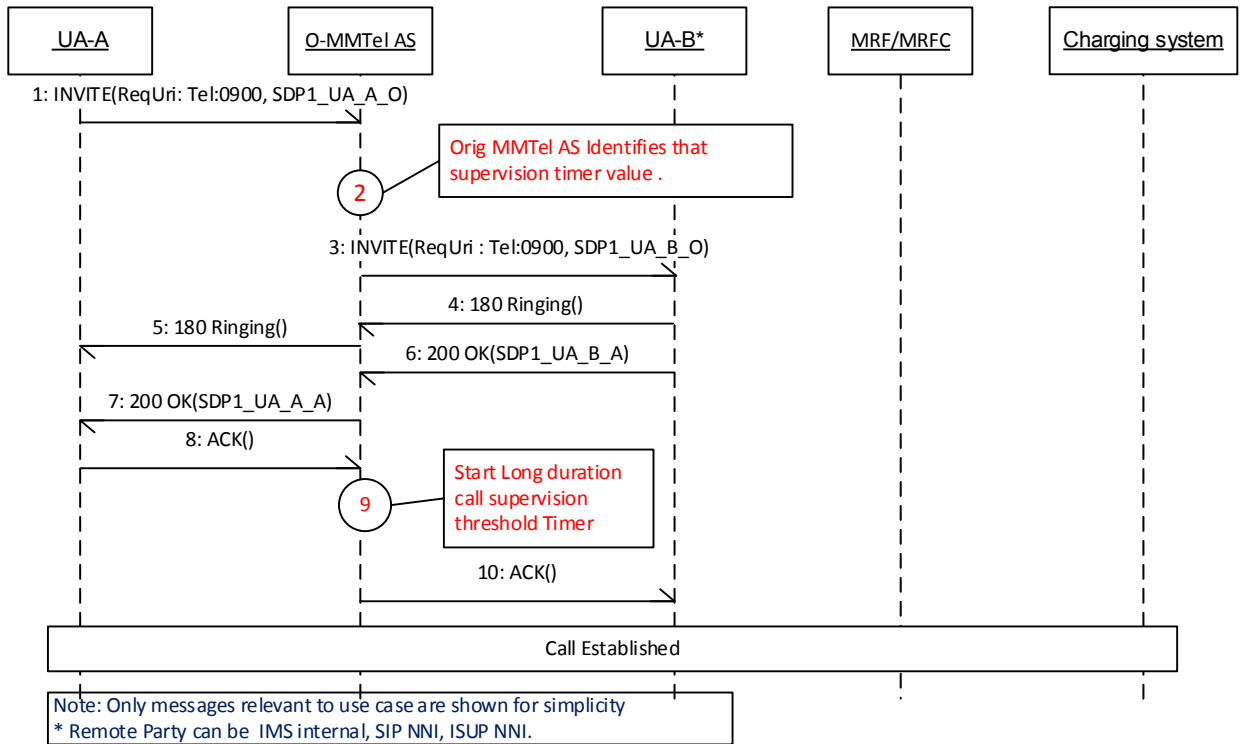 UA-A
O-MMTel AS
UA-B*
MRF/MRFC
Charging system
1: INVITE(ReqUri: Tel:0900, SDP1_UA_A_O)
Orig MMTel AS Identifies that
supervision timer value .
2
3: INVITE(ReqUri : Tel:0900, SDP1_UA_B_O)
4: 180 Ringing()
5: 180 Ringing()
6: 200 OK(SDP1_UA_B_A)
7: 200 OK(SDP1_UA_A_A)
8: ACK()
Start Long duration
call supervision
threshold Timer
9
10: ACK()
Call Established
Note: Only messages relevant to use case are shown for simplicity
* Remote Party can be IMS internal, SIP NNI, ISUP NNI.